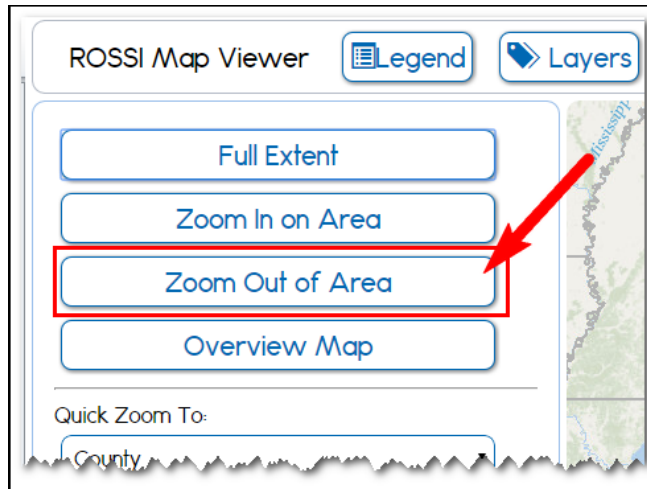 ROSSI Map Viewer Legend Layers
Full Extent
Zoom In on Area
Zoom Out of Area
Overview Map
Quick Zoom To:
County
Mississipp